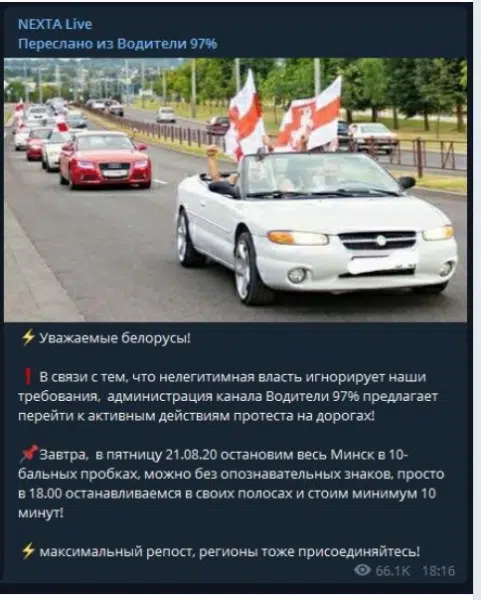 NEXTA Live
Переслано из Водители 97%
⚡ Уважаемые белорусы!
❗ В связи с тем, что нелегитимная власть игнорирует наши
требования, администрация канала Водители 97% предлагает
перейти к активным действиям протеста на дорогах!
📌Завтра, в пятницу 21.08.20 остановим весь Минск в 10-
бальных пробках, можно без опознавательных знаков, просто
в 18.00 останавливаемся в своих полосах и стоим минимум 10
минут!
⚡ максимальный репост, регионы тоже присоединяйтесь!
66.1K 18:16